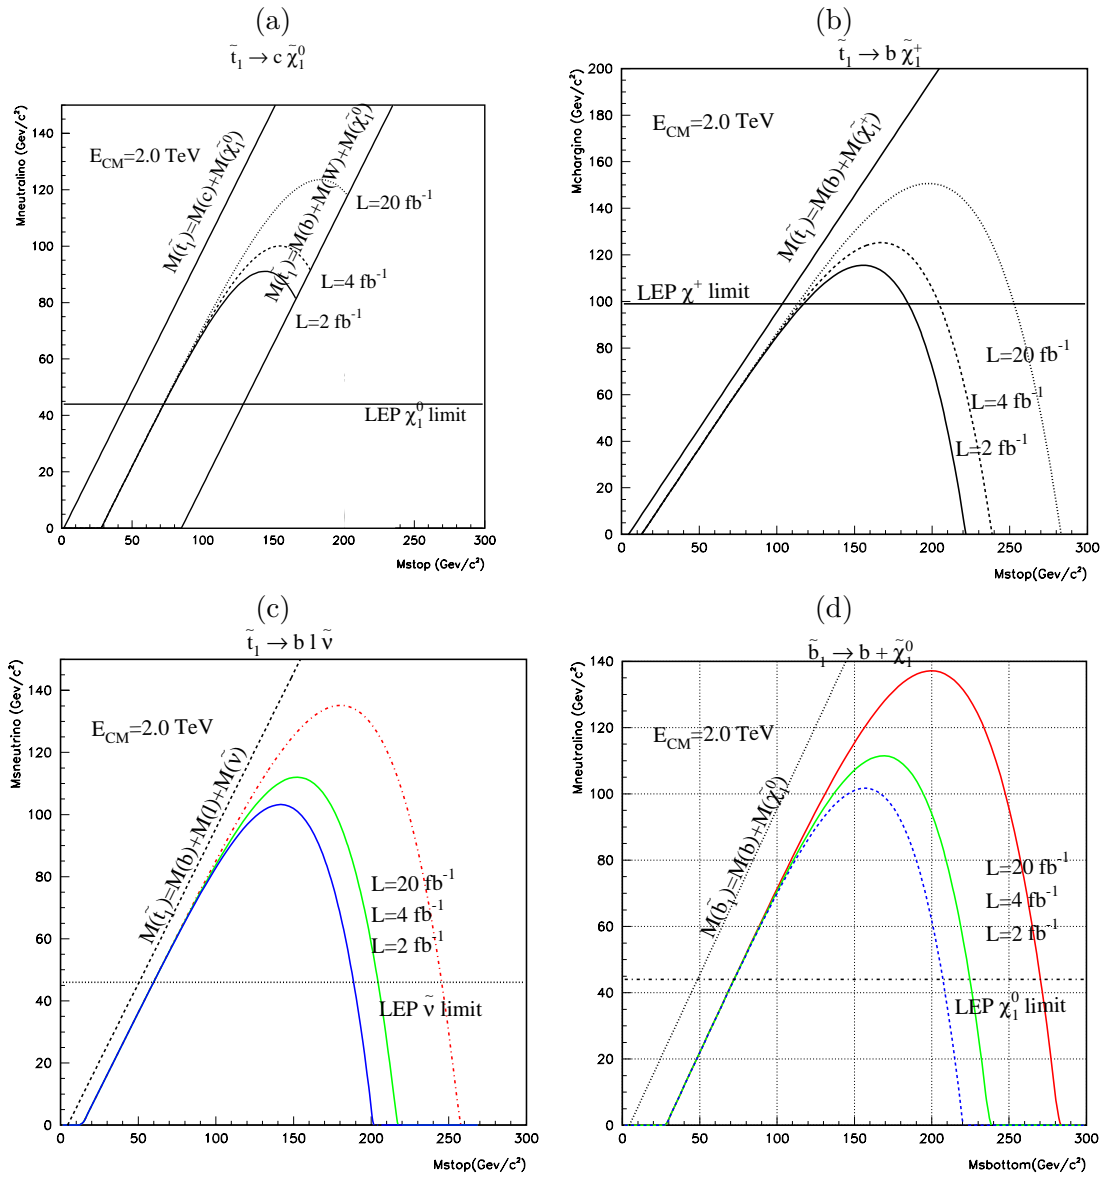 (a)
t̃₁ → c χ̃₁⁰
Mneutralino (Gev/c²)
140
120
100
80
60
40
20
0
E_CM=2.0 TeV
M(t̃₁)=M(c)+M(χ̃₁⁰)
M(t̃₁)=M(b)+M(W)+M(χ̃₁⁰)
L=20 fb⁻¹
L=4 fb⁻¹
L=2 fb⁻¹
LEP χ₁⁰ limit
0 50 100 150 200 250 300
Mstop (Gev/c²)
(b)
t̃₁ → b χ̃₁⁺
Mchargino (Gev/c²)
200
180
160
140
120
100
80
60
40
20
0
E_CM=2.0 TeV
M(t̃₁)=M(b)+M(χ̃₁⁺)
LEP χ⁺ limit
L=20 fb⁻¹
L=4 fb⁻¹
L=2 fb⁻¹
0 50 100 150 200 250 300
Mstop(Gev/c²)
(c)
t̃₁ → b l ν̃
Msneutrino (Gev/c²)
140
120
100
80
60
40
20
0
E_CM=2.0 TeV
M(t̃₁)=M(b)+M(l)+M(ν̃)
L=20 fb⁻¹
L=4 fb⁻¹
L=2 fb⁻¹
LEP ν̃ limit
0 50 100 150 200 250 300
Mstop(Gev/c²)
(d)
b̃₁ → b + χ̃₁⁰
Mneutralino (Gev/c²)
140
120
100
80
60
40
20
0
E_CM=2.0 TeV
M(b̃₁)=M(b)+M(χ̃₁⁰)
L=20 fb⁻¹
L=4 fb⁻¹
L=2 fb⁻¹
LEP χ₁⁰ limit
0 50 100 150 200 250 300
Msbottom(Gev/c²)